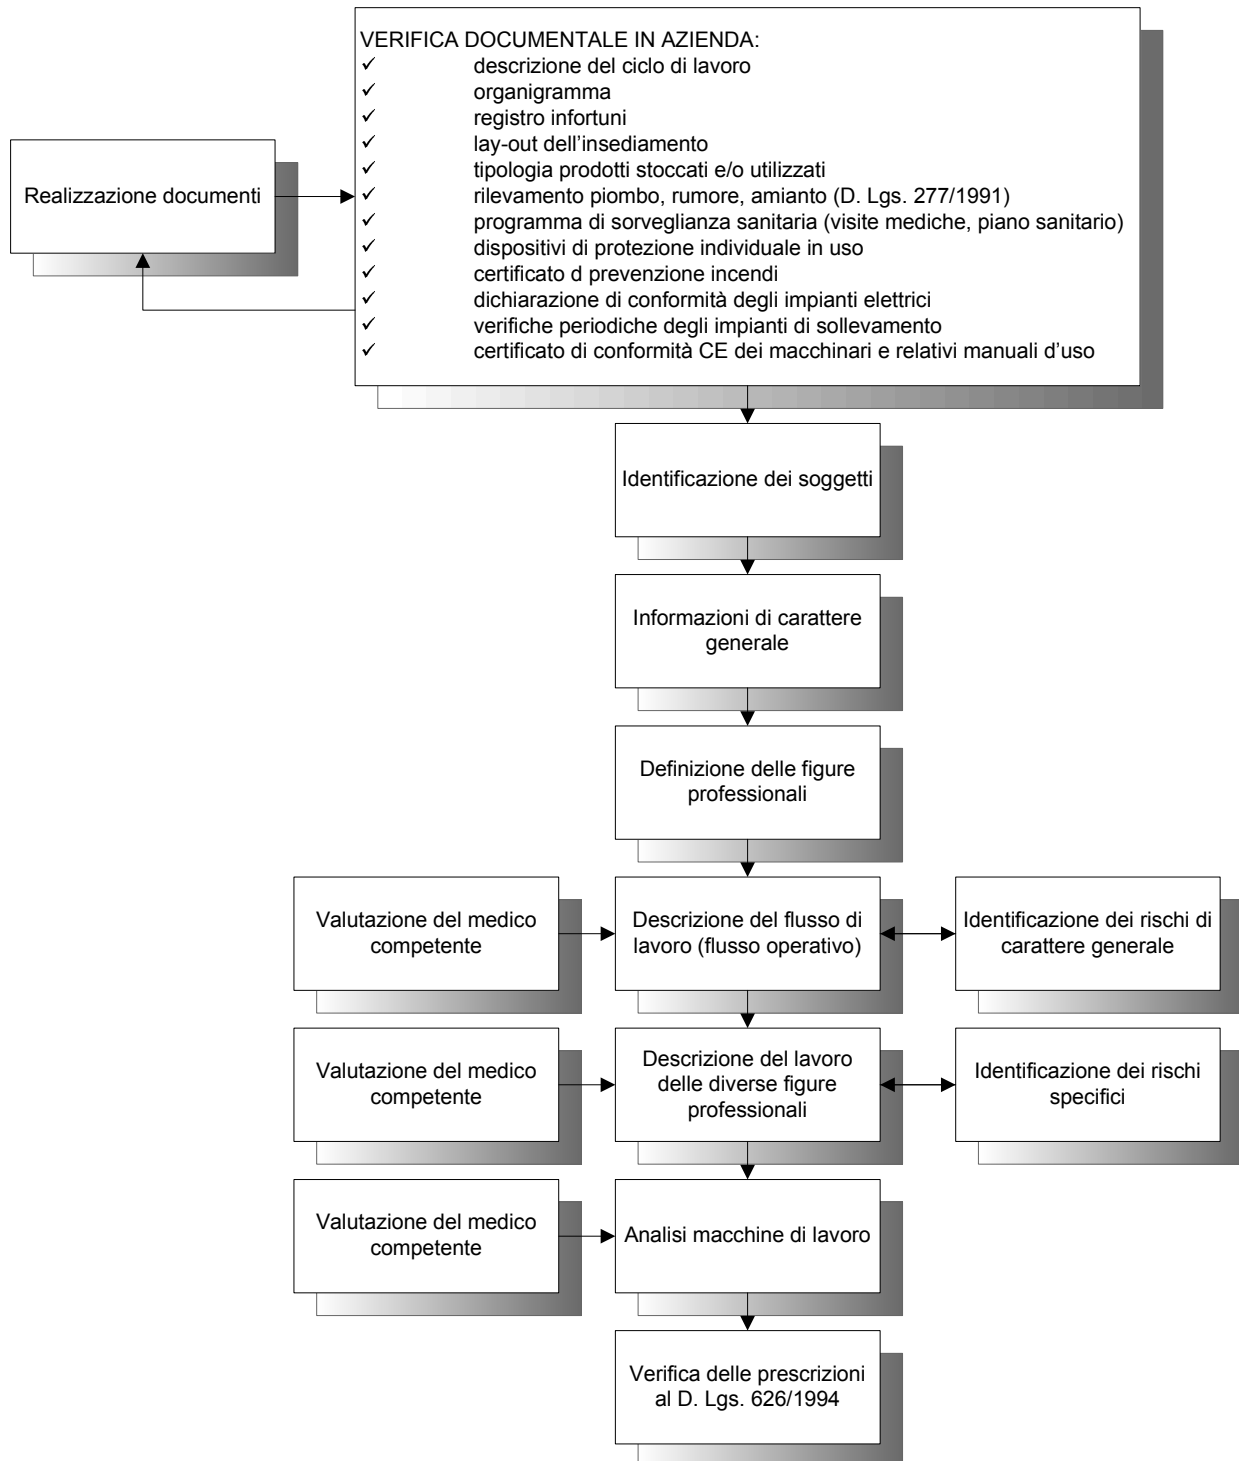 VERIFICA DOCUMENTALE IN AZIENDA:
✓ descrizione del ciclo di lavoro
✓ organigramma
✓ registro infortuni
✓ lay-out dell’insediamento
✓ tipologia prodotti stoccati e/o utilizzati
✓ rilevamento piombo, rumore, amianto (D. Lgs. 277/1991)
✓ programma di sorveglianza sanitaria (visite mediche, piano sanitario)
✓ dispositivi di protezione individuale in uso
✓ certificato d prevenzione incendi
✓ dichiarazione di conformità degli impianti elettrici
✓ verifiche periodiche degli impianti di sollevamento
✓ certificato di conformità CE dei macchinari e relativi manuali d’uso
Realizzazione documenti
Identificazione dei soggetti
Informazioni di carattere
generale
Definizione delle figure
professionali
Valutazione del medico
competente
Descrizione del flusso di
lavoro (flusso operativo)
Identificazione dei rischi di
carattere generale
Valutazione del medico
competente
Descrizione del lavoro
delle diverse figure
professionali
Identificazione dei rischi
specifici
Valutazione del medico
competente
Analisi macchine di lavoro
Verifica delle prescrizioni
al D. Lgs. 626/1994